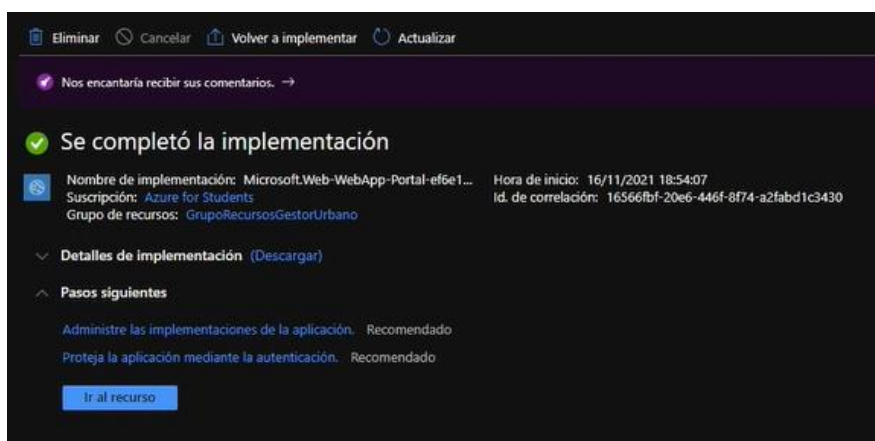 Eliminar Cancelar Volver a implementar Actualizar
Nos encantaría recibir sus comentarios. →
Se completó la implementación
Nombre de implementación: Microsoft.Web-WebApp-Portal-ef6e1... Hora de inicio: 16/11/2021 18:54:07
Suscripción: Azure for Students Id. de correlación: 16566fbf-20e6-446f-8f74-a2fabd1c3430
Grupo de recursos: GrupoRecursosGestorUrbano
Detalles de implementación (Descargar)
Pasos siguientes
Administre las implementaciones de la aplicación. Recomendado
Proteja la aplicación mediante la autenticación. Recomendado
Ir al recurso